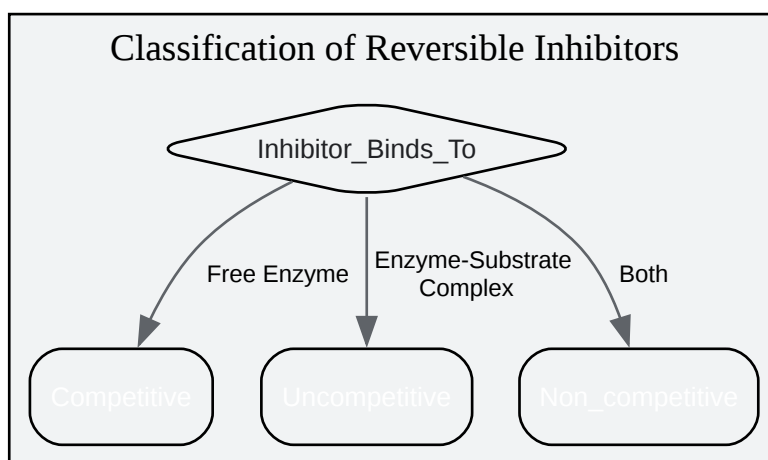 Classification of Reversible Inhibitors
Inhibitor_Binds_To
Free Enzyme
Enzyme-Substrate
Complex
Both
Competitive
Uncompetitive
Non_competitive